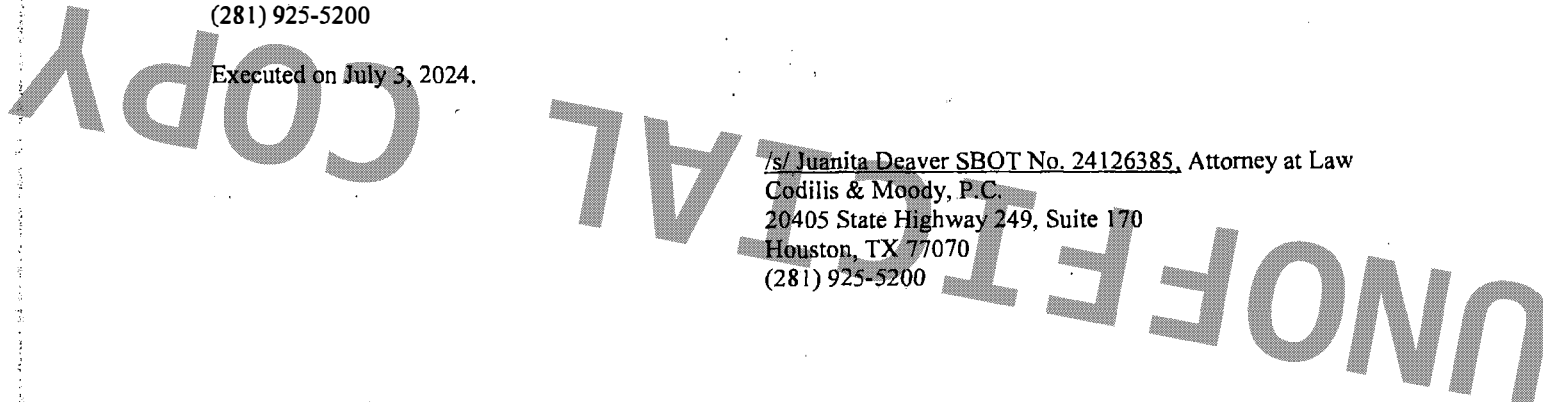 (281) 925-5200
Executed on July 3, 2024.
/s/ Juanita Deaver SBOT No. 24126385, Attorney at Law
Codilis & Moody, P.C.
20405 State Highway 249, Suite 170
Houston, TX 77070
(281) 925-5200
UNOFFICIAL COPY